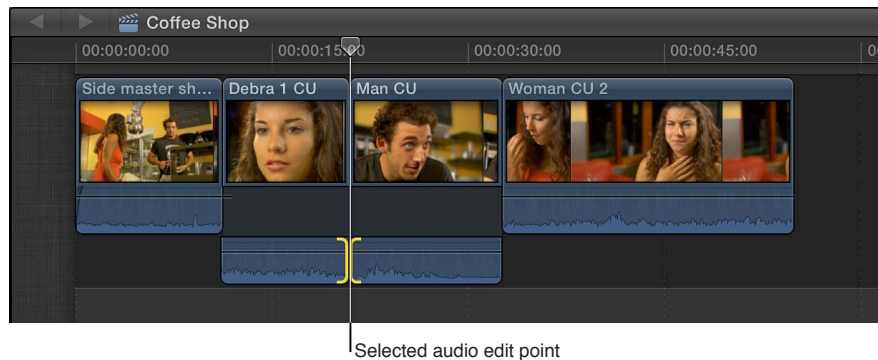 Coffee Shop
00:00:00:00 00:00:15:00 00:00:30:00 00:00:45:00 0
Side master sh... Debra 1 CU Man CU Woman CU 2
Selected audio edit point